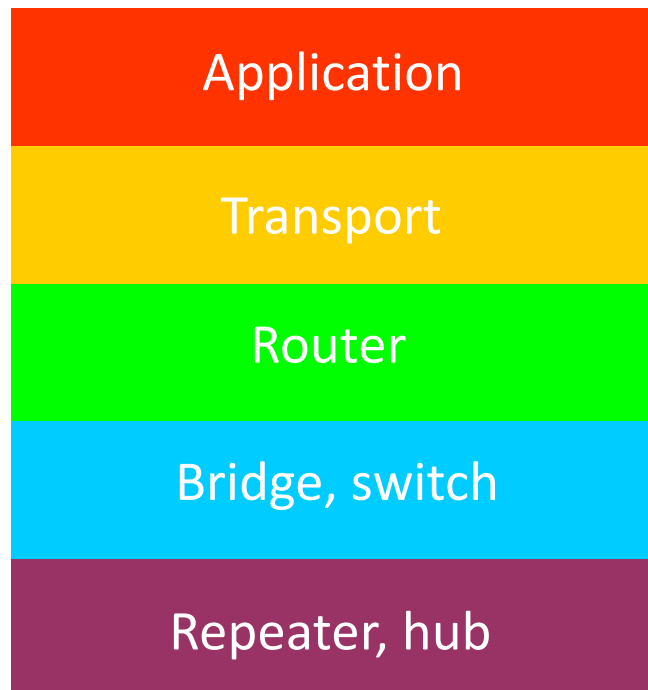 Application
Transport
Router
Bridge, switch
Repeater, hub